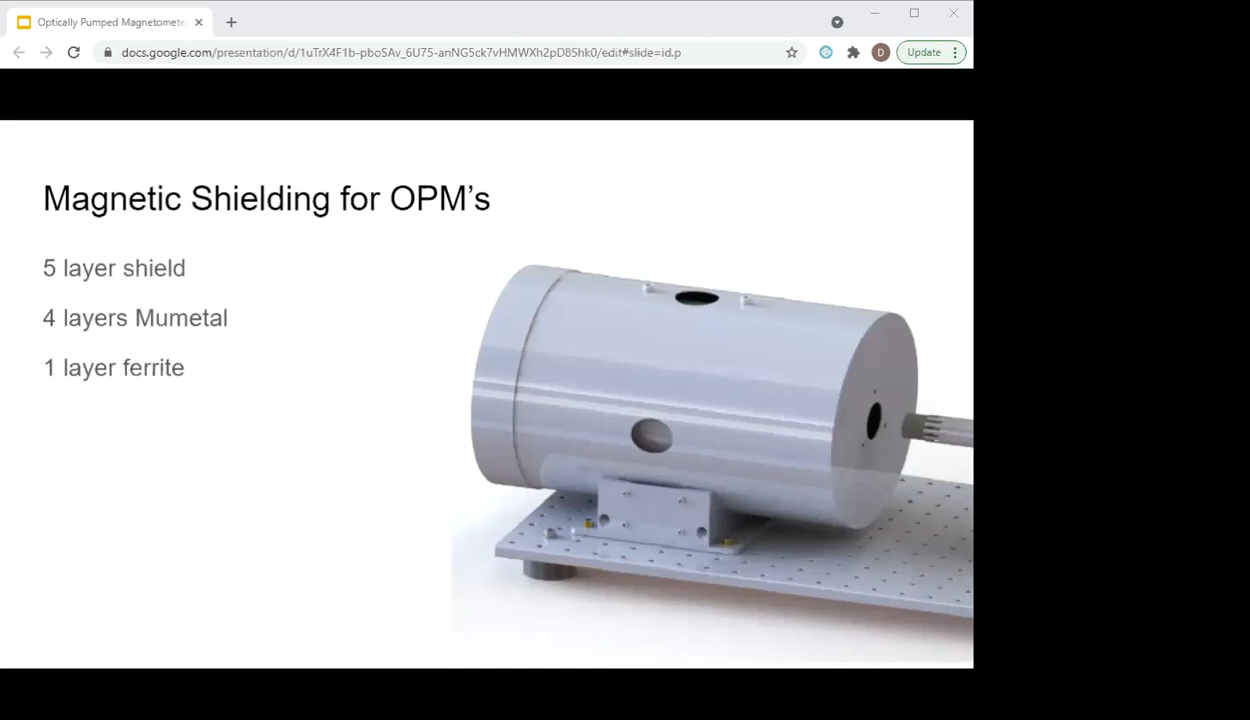 Optically Pumped Magnetomete
docs.google.com/presentation/d/1uTrX4F1b-pboSAv_6U75-anNG5ck7vHMWXh2pD85hk0/edit#slide=id.p
D
Update
Magnetic Shielding for OPM's
5 layer shield
4 layers Mumetal
1 layer ferrite